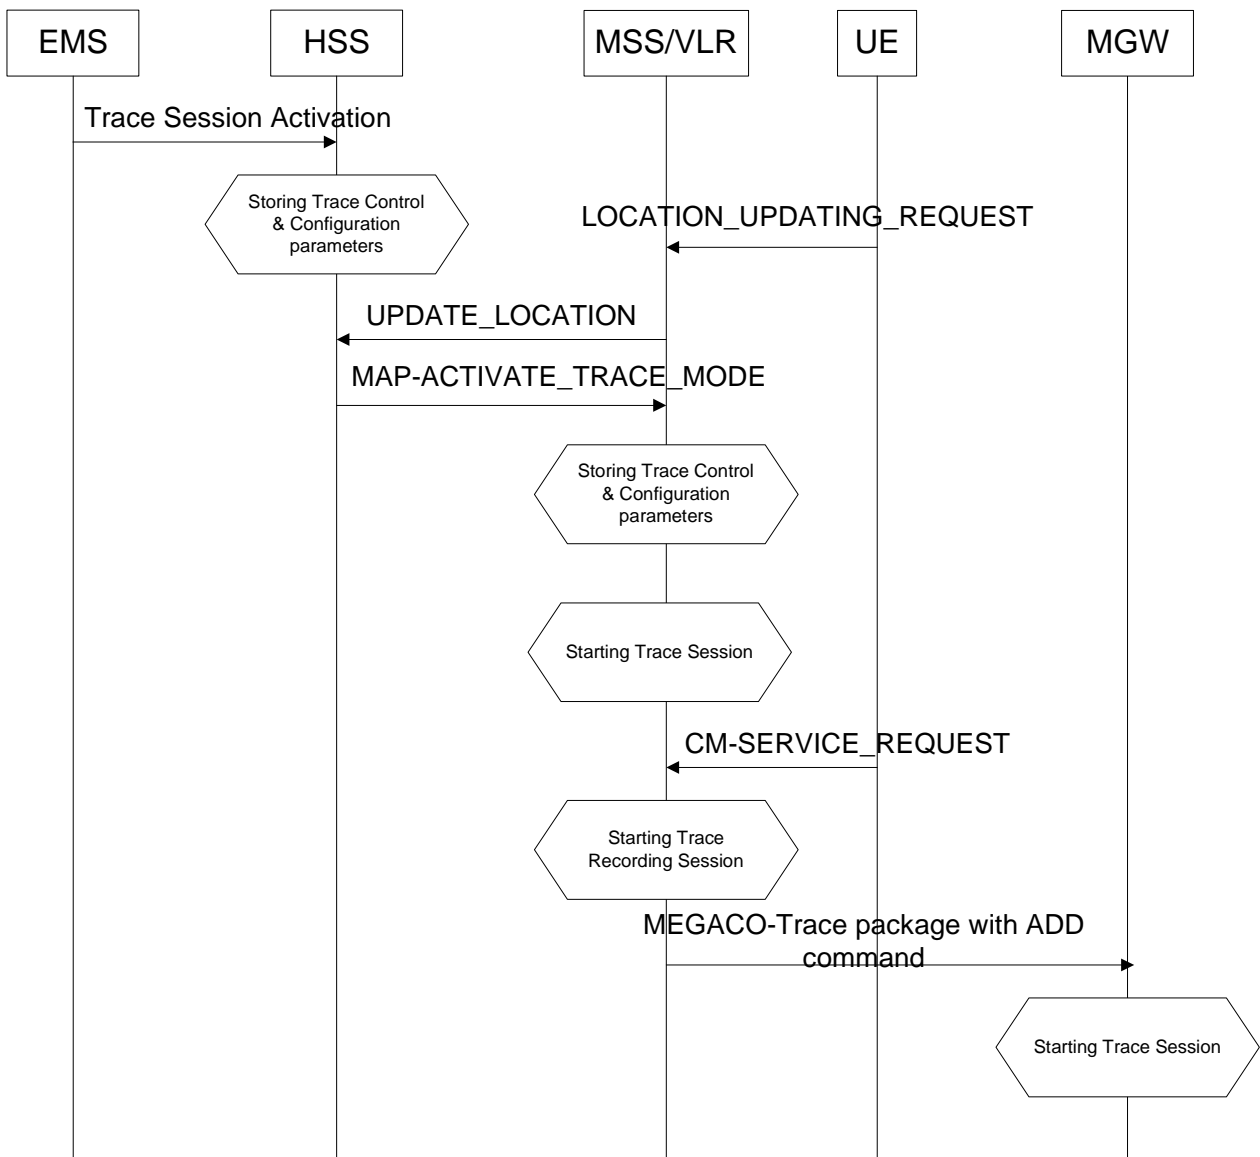 EMS
HSS
MSS/VLR
UE
MGW
Trace Session Activation
Storing Trace Control
& Configuration
parameters
LOCATION_UPDATING_REQUEST
UPDATE_LOCATION
MAP-ACTIVATE_TRACE_MODE
Storing Trace Control
& Configuration
parameters
Starting Trace Session
CM-SERVICE_REQUEST
Starting Trace
Recording Session
MEGACO-Trace package with ADD
command
Starting Trace Session